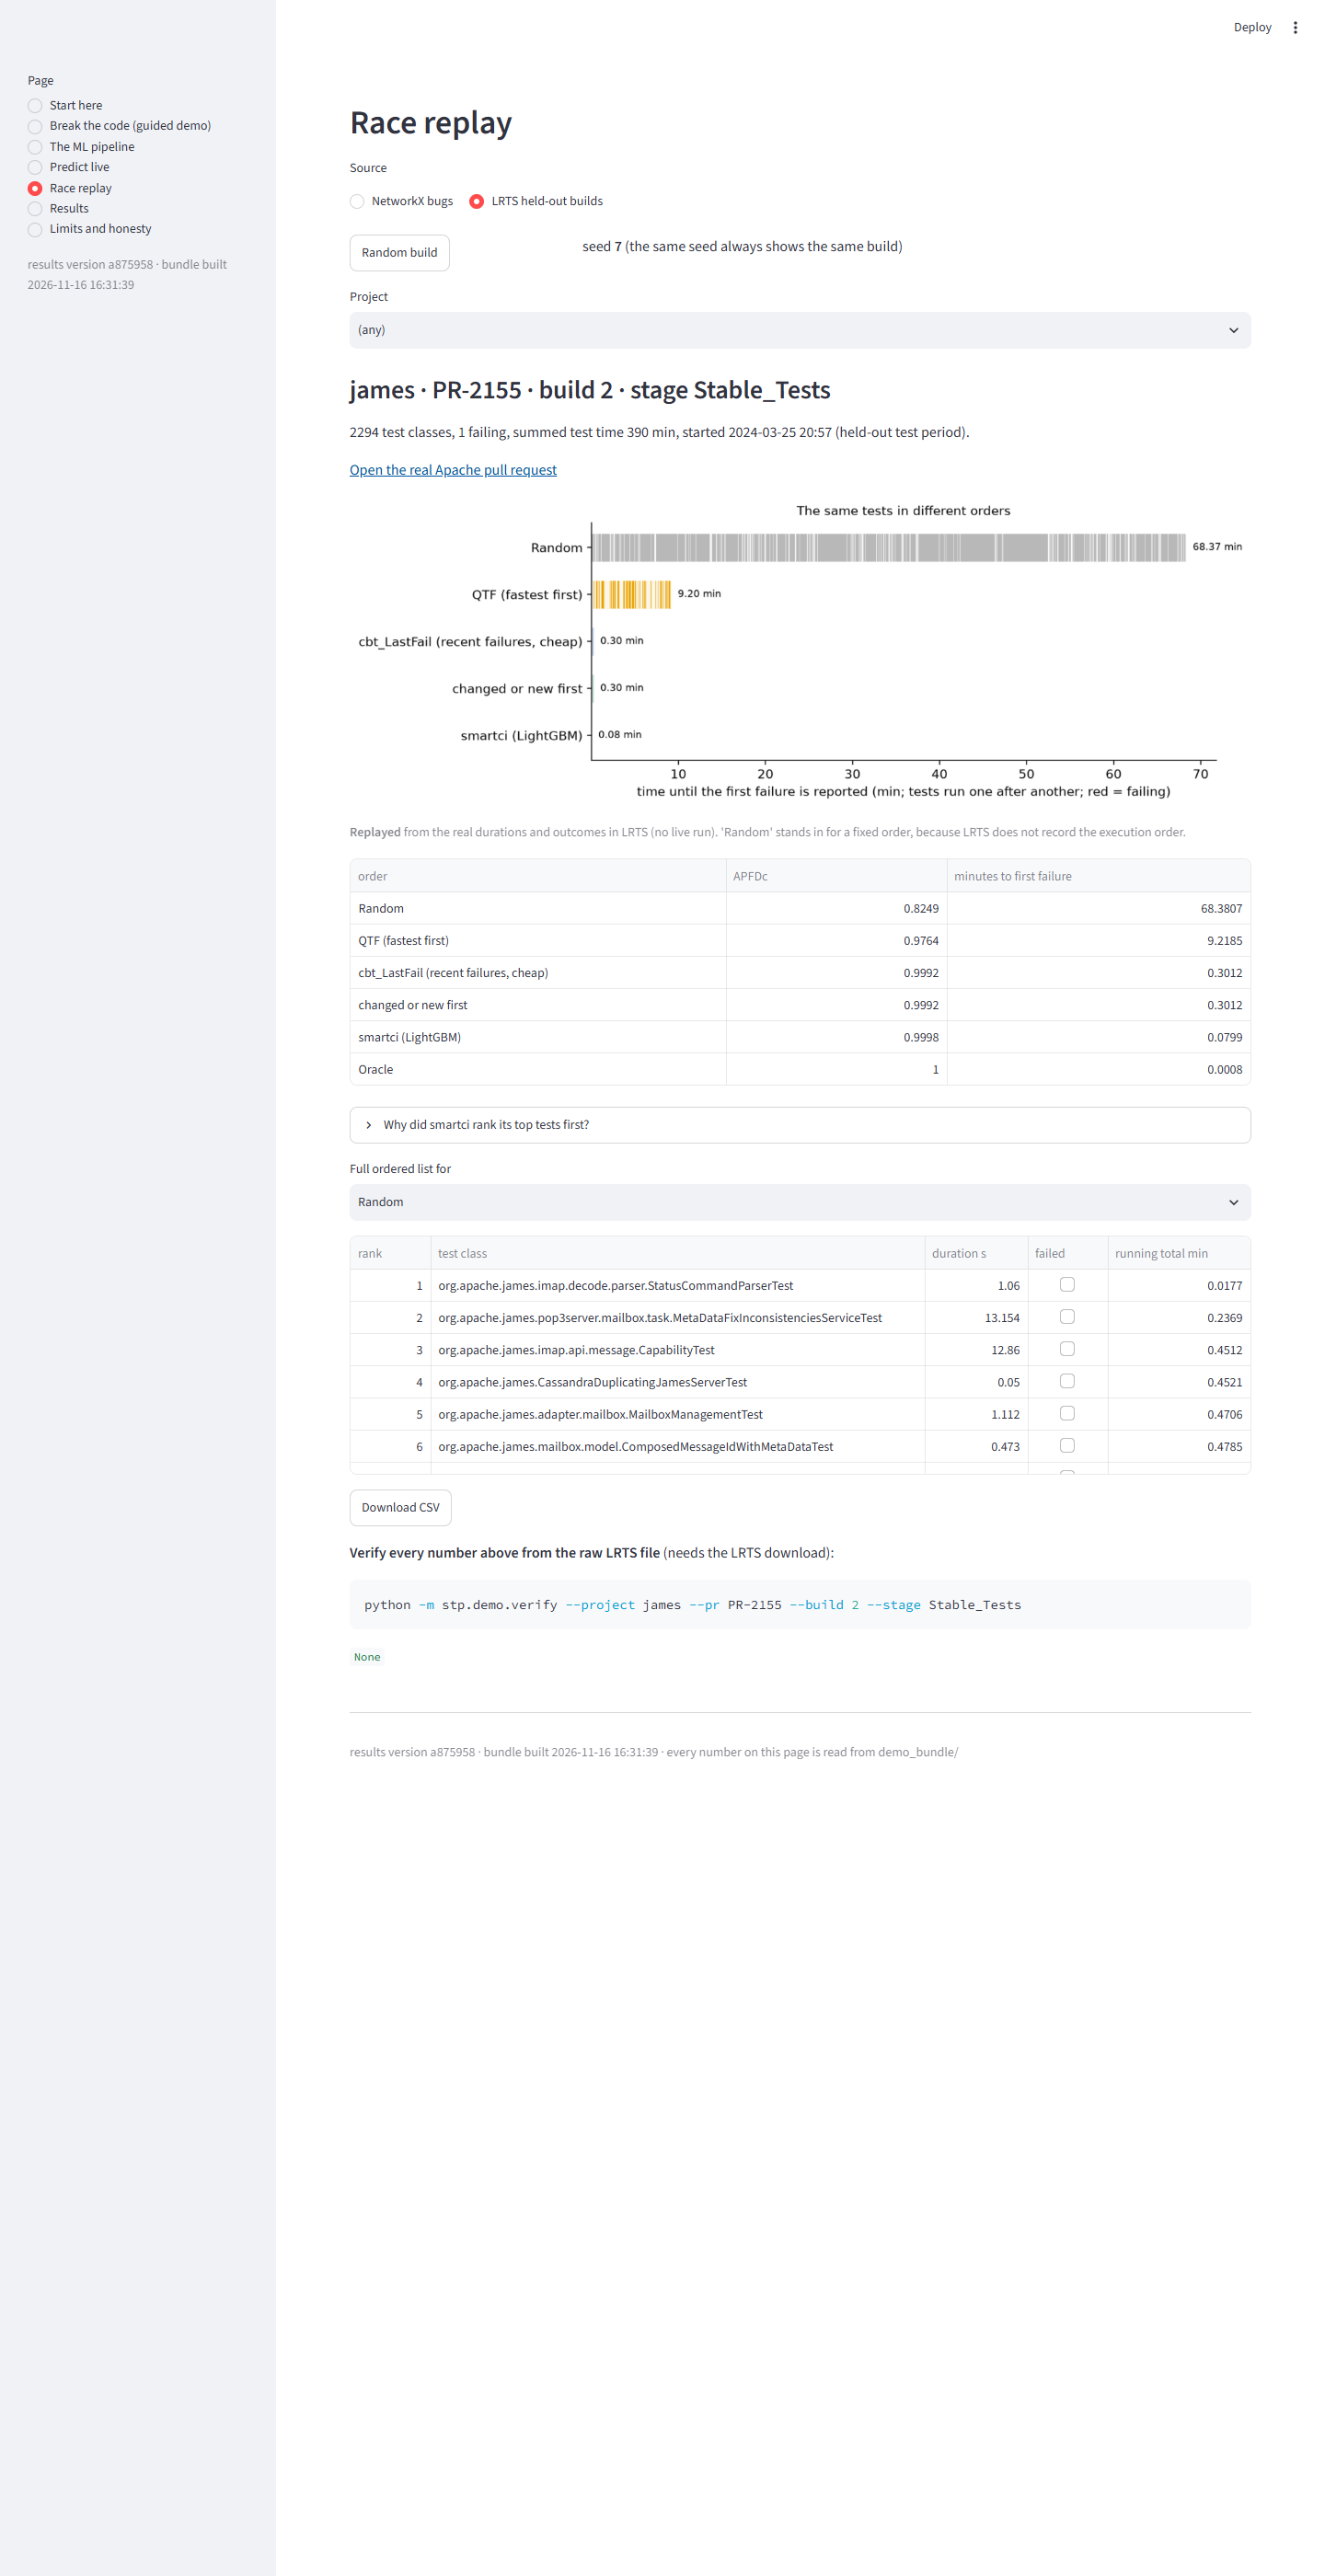 Deploy
Page
Start here
Break the code (guided demo)
The ML pipeline
Predict live
Race replay
Results
Limits and honesty
results version a875958 · bundle built
2026-11-16 16:31:39
Race replay
Source
NetworkX bugs LRTS held-out builds
Random build seed 7 (the same seed always shows the same build)
Project
(any)
james · PR-2155 · build 2 · stage Stable_Tests
2294 test classes, 1 failing, summed test time 390 min, started 2024-03-25 20:57 (held-out test period).
Open the real Apache pull request
The same tests in different orders
Random 68.37 min
QTF (fastest first) 9.20 min
cbt_LastFail (recent failures, cheap) 0.30 min
changed or new first 0.30 min
smartci (LightGBM) 0.08 min
10 20 30 40 50 60 70
time until the first failure is reported (min; tests run one after another; red = failing)
Replayed from the real durations and outcomes in LRTS (no live run). 'Random' stands in for a fixed order, because LRTS does not record the execution order.
order APFDc minutes to first failure
Random 0.8249 68.3807
QTF (fastest first) 0.9764 9.2185
cbt_LastFail (recent failures, cheap) 0.9992 0.3012
changed or new first 0.9992 0.3012
smartci (LightGBM) 0.9998 0.0799
Oracle 1 0.0008
Why did smartci rank its top tests first?
Full ordered list for
Random
rank test class duration s failed running total min
1 org.apache.james.imap.decode.parser.StatusCommandParserTest 1.06 0.0177
2 org.apache.james.pop3server.mailbox.task.MetaDataFixInconsistenciesServiceTest 13.154 0.2369
3 org.apache.james.imap.api.message.CapabilityTest 12.86 0.4512
4 org.apache.james.CassandraDuplicatingJamesServerTest 0.05 0.4521
5 org.apache.james.adapter.mailbox.MailboxManagementTest 1.112 0.4706
6 org.apache.james.mailbox.model.ComposedMessageIdWithMetaDataTest 0.473 0.4785
Download CSV
Verify every number above from the raw LRTS file (needs the LRTS download):
python -m stp.demo.verify --project james --pr PR-2155 --build 2 --stage Stable_Tests
None
results version a875958 · bundle built 2026-11-16 16:31:39 · every number on this page is read from demo_bundle/